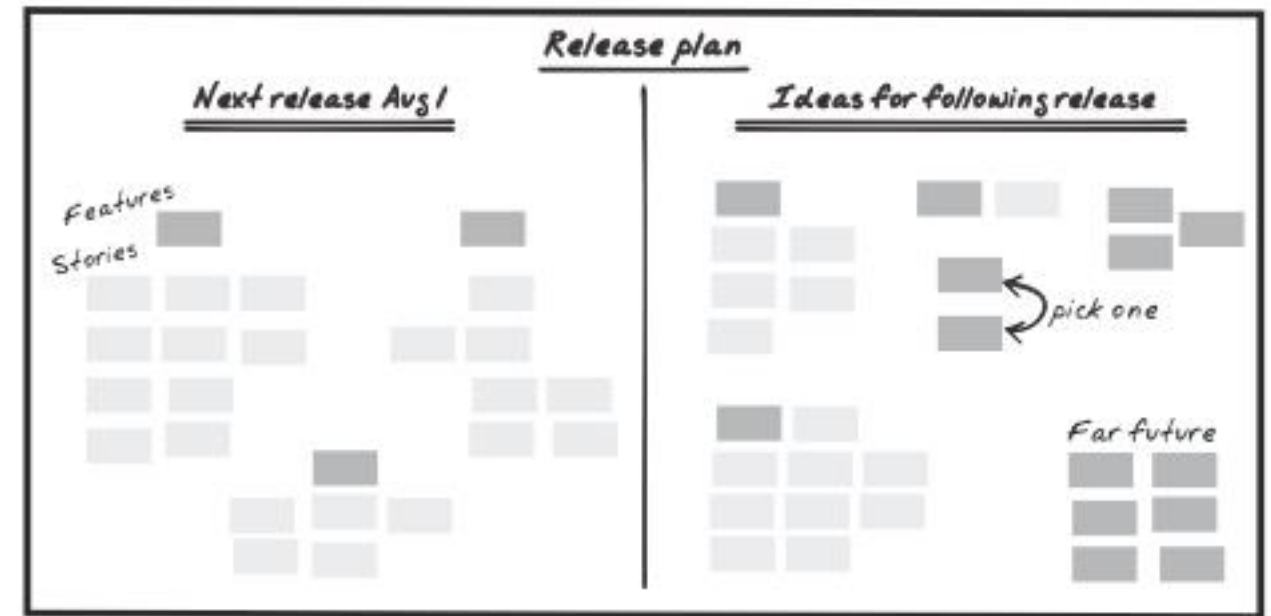 Release plan
Next release Aug 1
Ideas for following release
Features
Stories
pick one
Far future